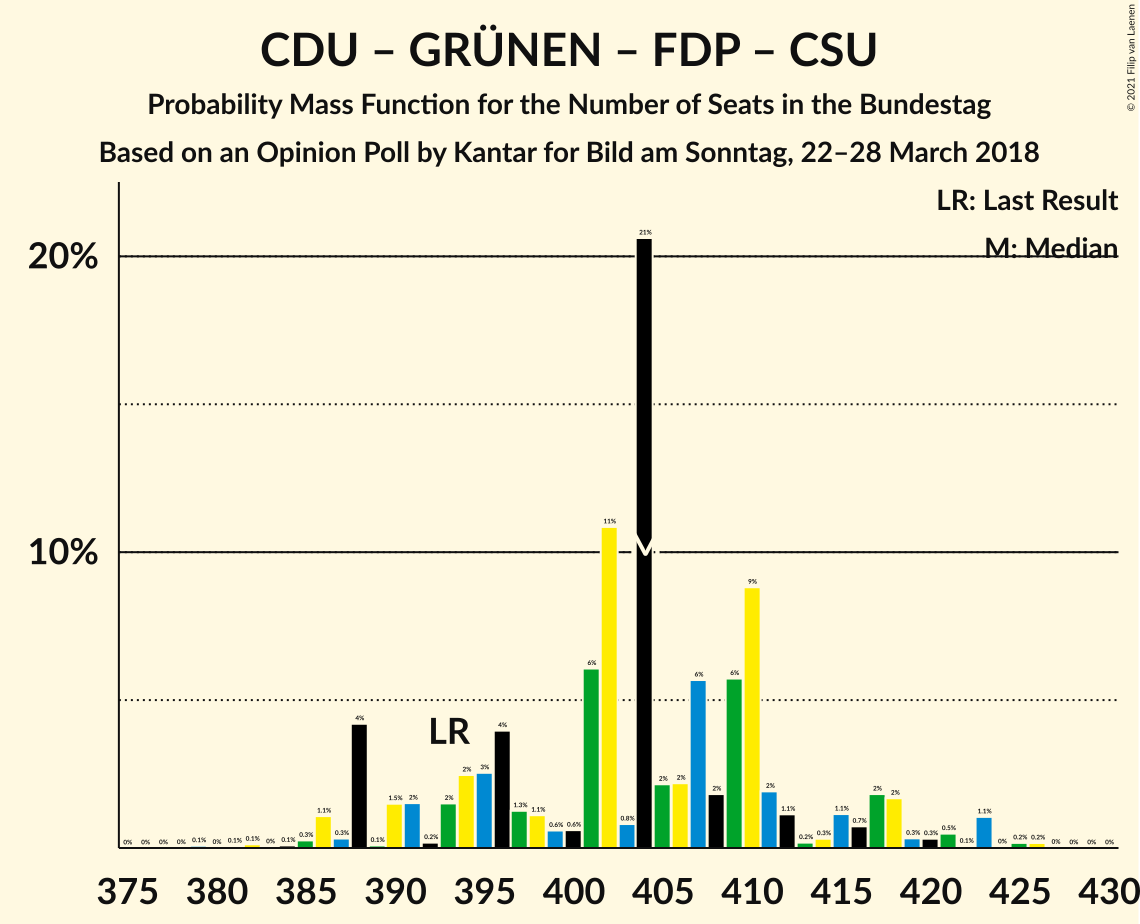 CDU – GRÜNEN – FDP – CSU
Probability Mass Function for the Number of Seats in the Bundestag
Based on an Opinion Poll by Kantar for Bild am Sonntag, 22–28 March 2018
© 2021 Filip van Laenen
LR: Last Result
M: Median
20%
10%
LR
M
0% 0% 0% 0% 0.1% 0% 0.1% 0.1% 0% 0.1% 0.3% 1.1% 0.3% 4% 0.1% 1.5% 2% 0.2% 2% 2% 3% 4% 1.3% 1.1% 0.6% 0.6% 6% 11% 0.8% 21% 2% 2% 6% 2% 6% 9% 2% 1.1% 0.2% 0.3% 1.1% 0.7% 2% 2% 0.3% 0.3% 0.5% 0.1% 1.1% 0% 0.2% 0.2% 0% 0% 0% 0%
375 380 385 390 395 400 405 410 415 420 425 430